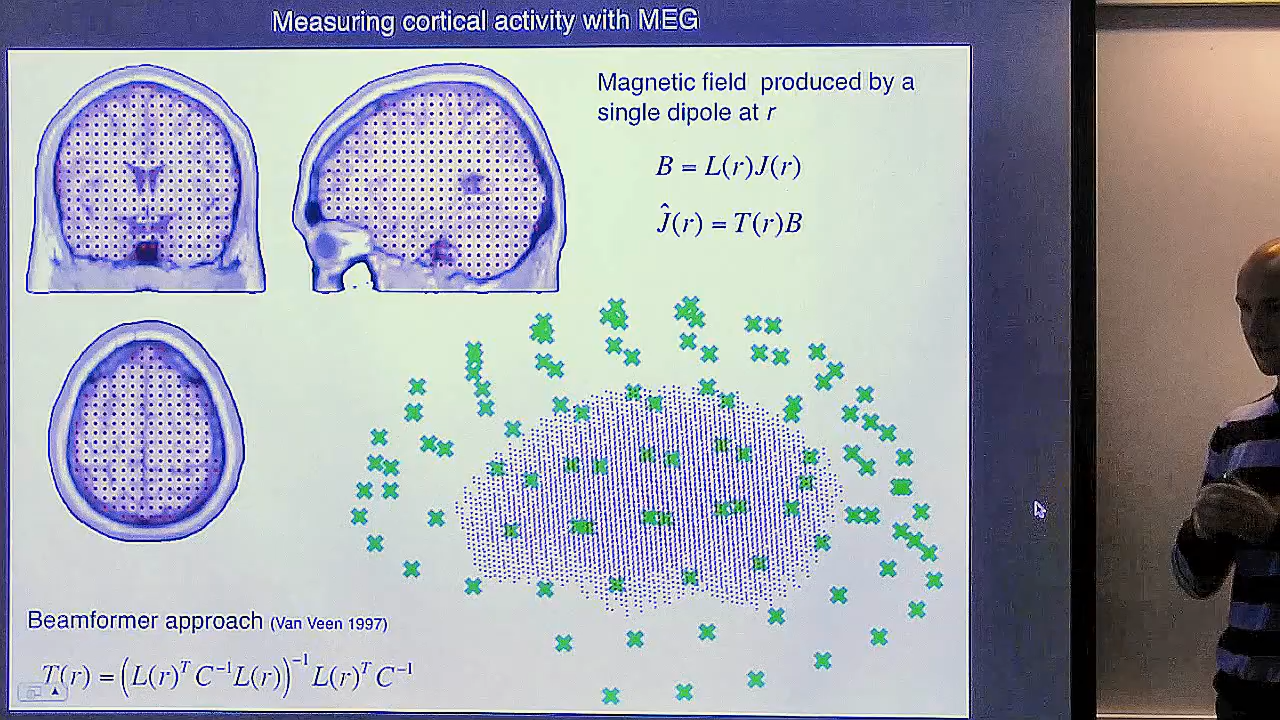 Measuring cortical activity with MEG
Magnetic field produced by a
single dipole at r
B = L(r)J(r)
Ĵ(r) = T(r)B
Beamformer approach (Van Veen 1997)
T(r) = (L(r)ᵀ C⁻¹L(r))⁻¹ L(r)ᵀ C⁻¹